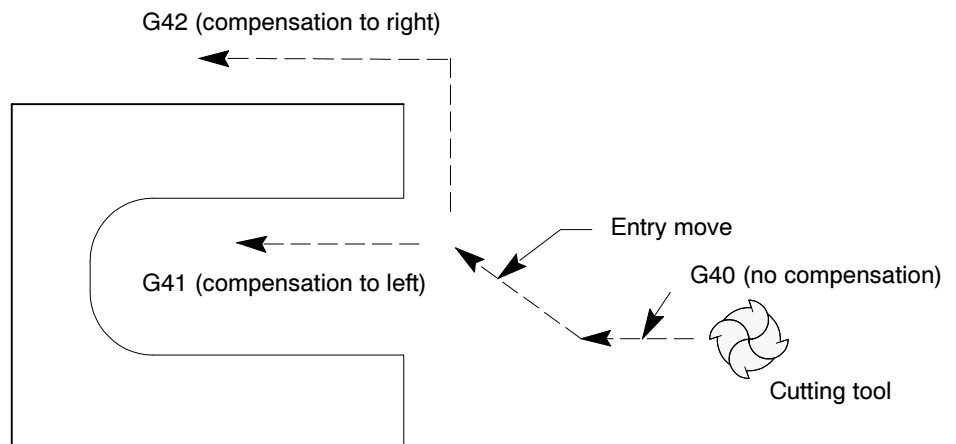 G42 (compensation to right)
Entry move
G40 (no compensation)
G41 (compensation to left)
Cutting tool